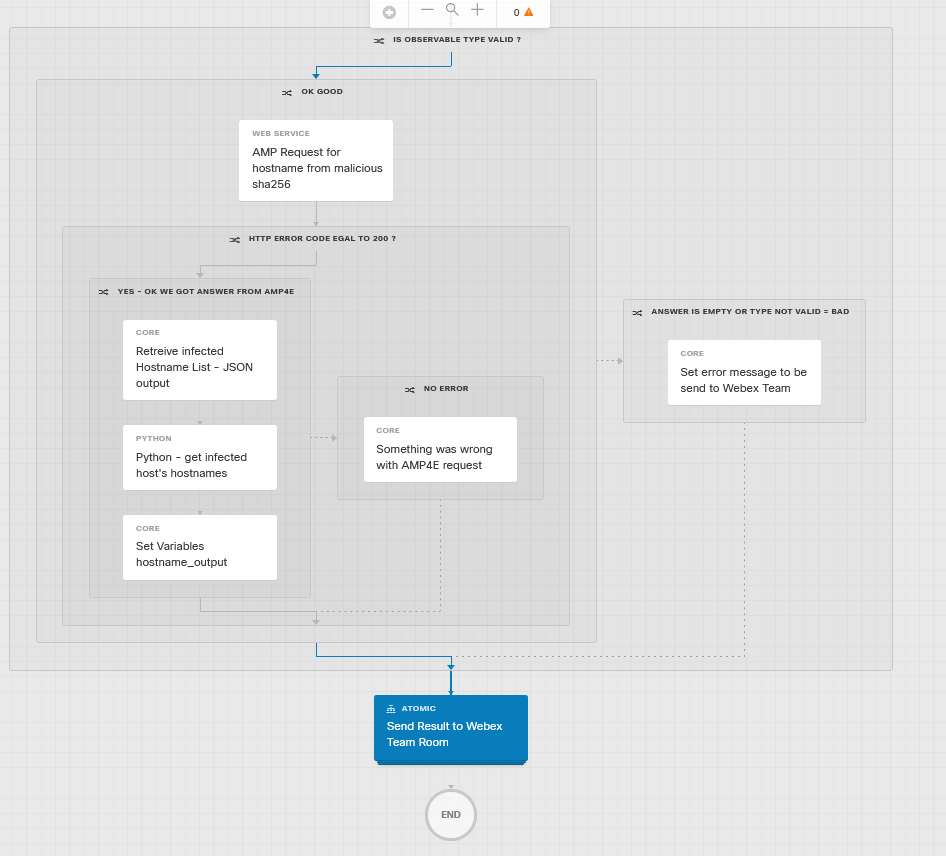 0
IS OBSERVABLE TYPE VALID ?
OK GOOD
WEB SERVICE
AMP Request for
hostname from malicious
sha256
HTTP ERROR CODE EGAL TO 200 ?
YES - OK WE GOT ANSWER FROM AMP4E
CORE
Retreive infected
Hostname List - JSON
output
PYTHON
Python - get infected
host's hostnames
CORE
Set Variables
hostname_output
NO ERROR
CORE
Something was wrong
with AMP4E request
ANSWER IS EMPTY OR TYPE NOT VALID = BAD
CORE
Set error message to be
send to Webex Team
ATOMIC
Send Result to Webex
Team Room
END